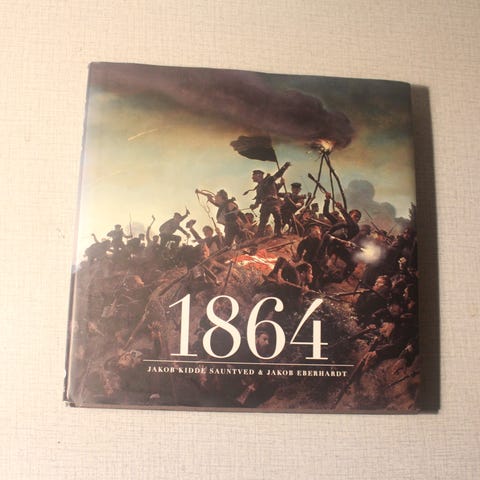 1864
JAKOB KIDDE SAUNTVED & JAKOB EBERHARDT